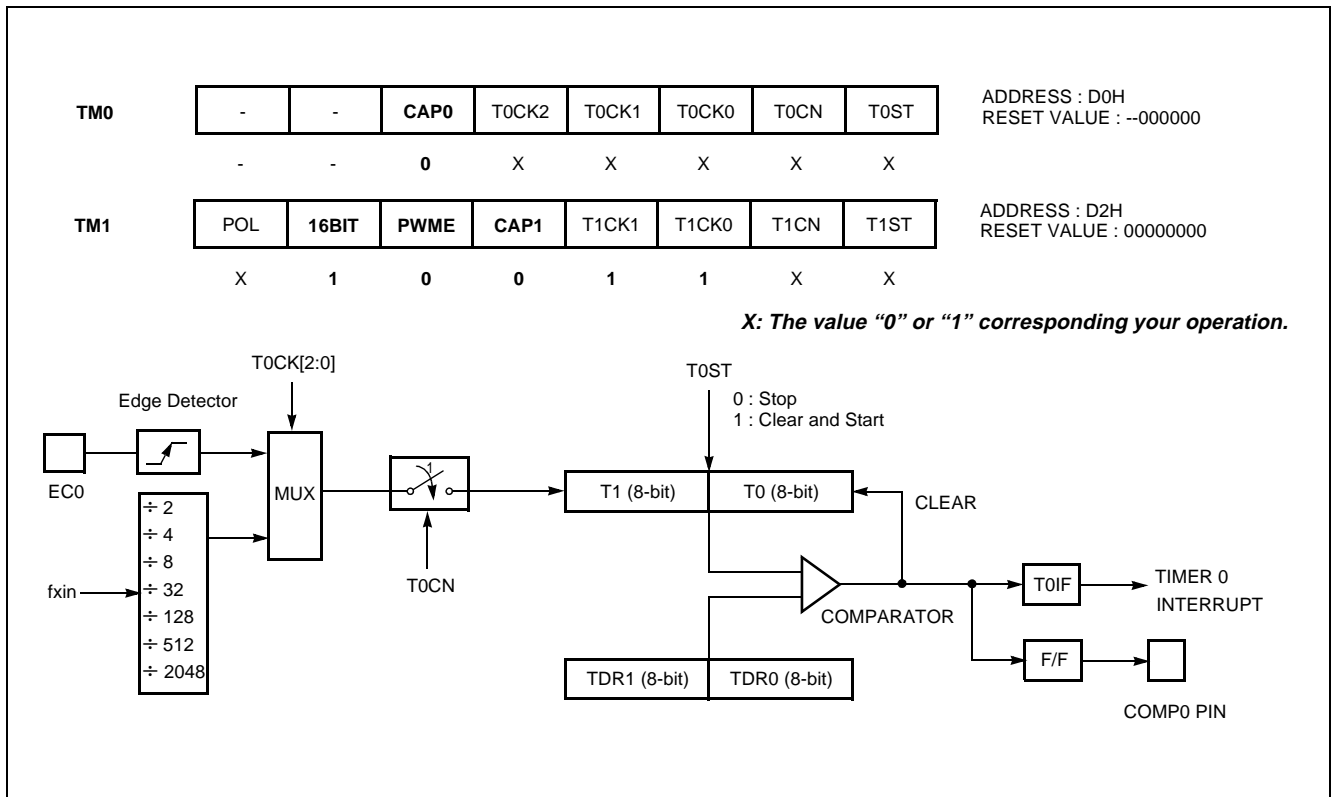 TM0 - - CAP0 T0CK2 T0CK1 T0CK0 T0CN T0ST
ADDRESS : D0H
RESET VALUE : --000000
- - 0 X X X X X
TM1 POL 16BIT PWME CAP1 T1CK1 T1CK0 T1CN T1ST
ADDRESS : D2H
RESET VALUE : 00000000
X 1 0 0 1 1 X X
X: The value “0” or “1” corresponding your operation.
T0CK[2:0]
T0ST
0 : Stop
1 : Clear and Start
Edge Detector
EC0
MUX
1
T0CN
T1 (8-bit) T0 (8-bit)
CLEAR
fxin
÷ 2
÷ 4
÷ 8
÷ 32
÷ 128
÷ 512
÷ 2048
COMPARATOR
T0IF
TIMER 0
INTERRUPT
F/F
COMP0 PIN
TDR1 (8-bit) TDR0 (8-bit)